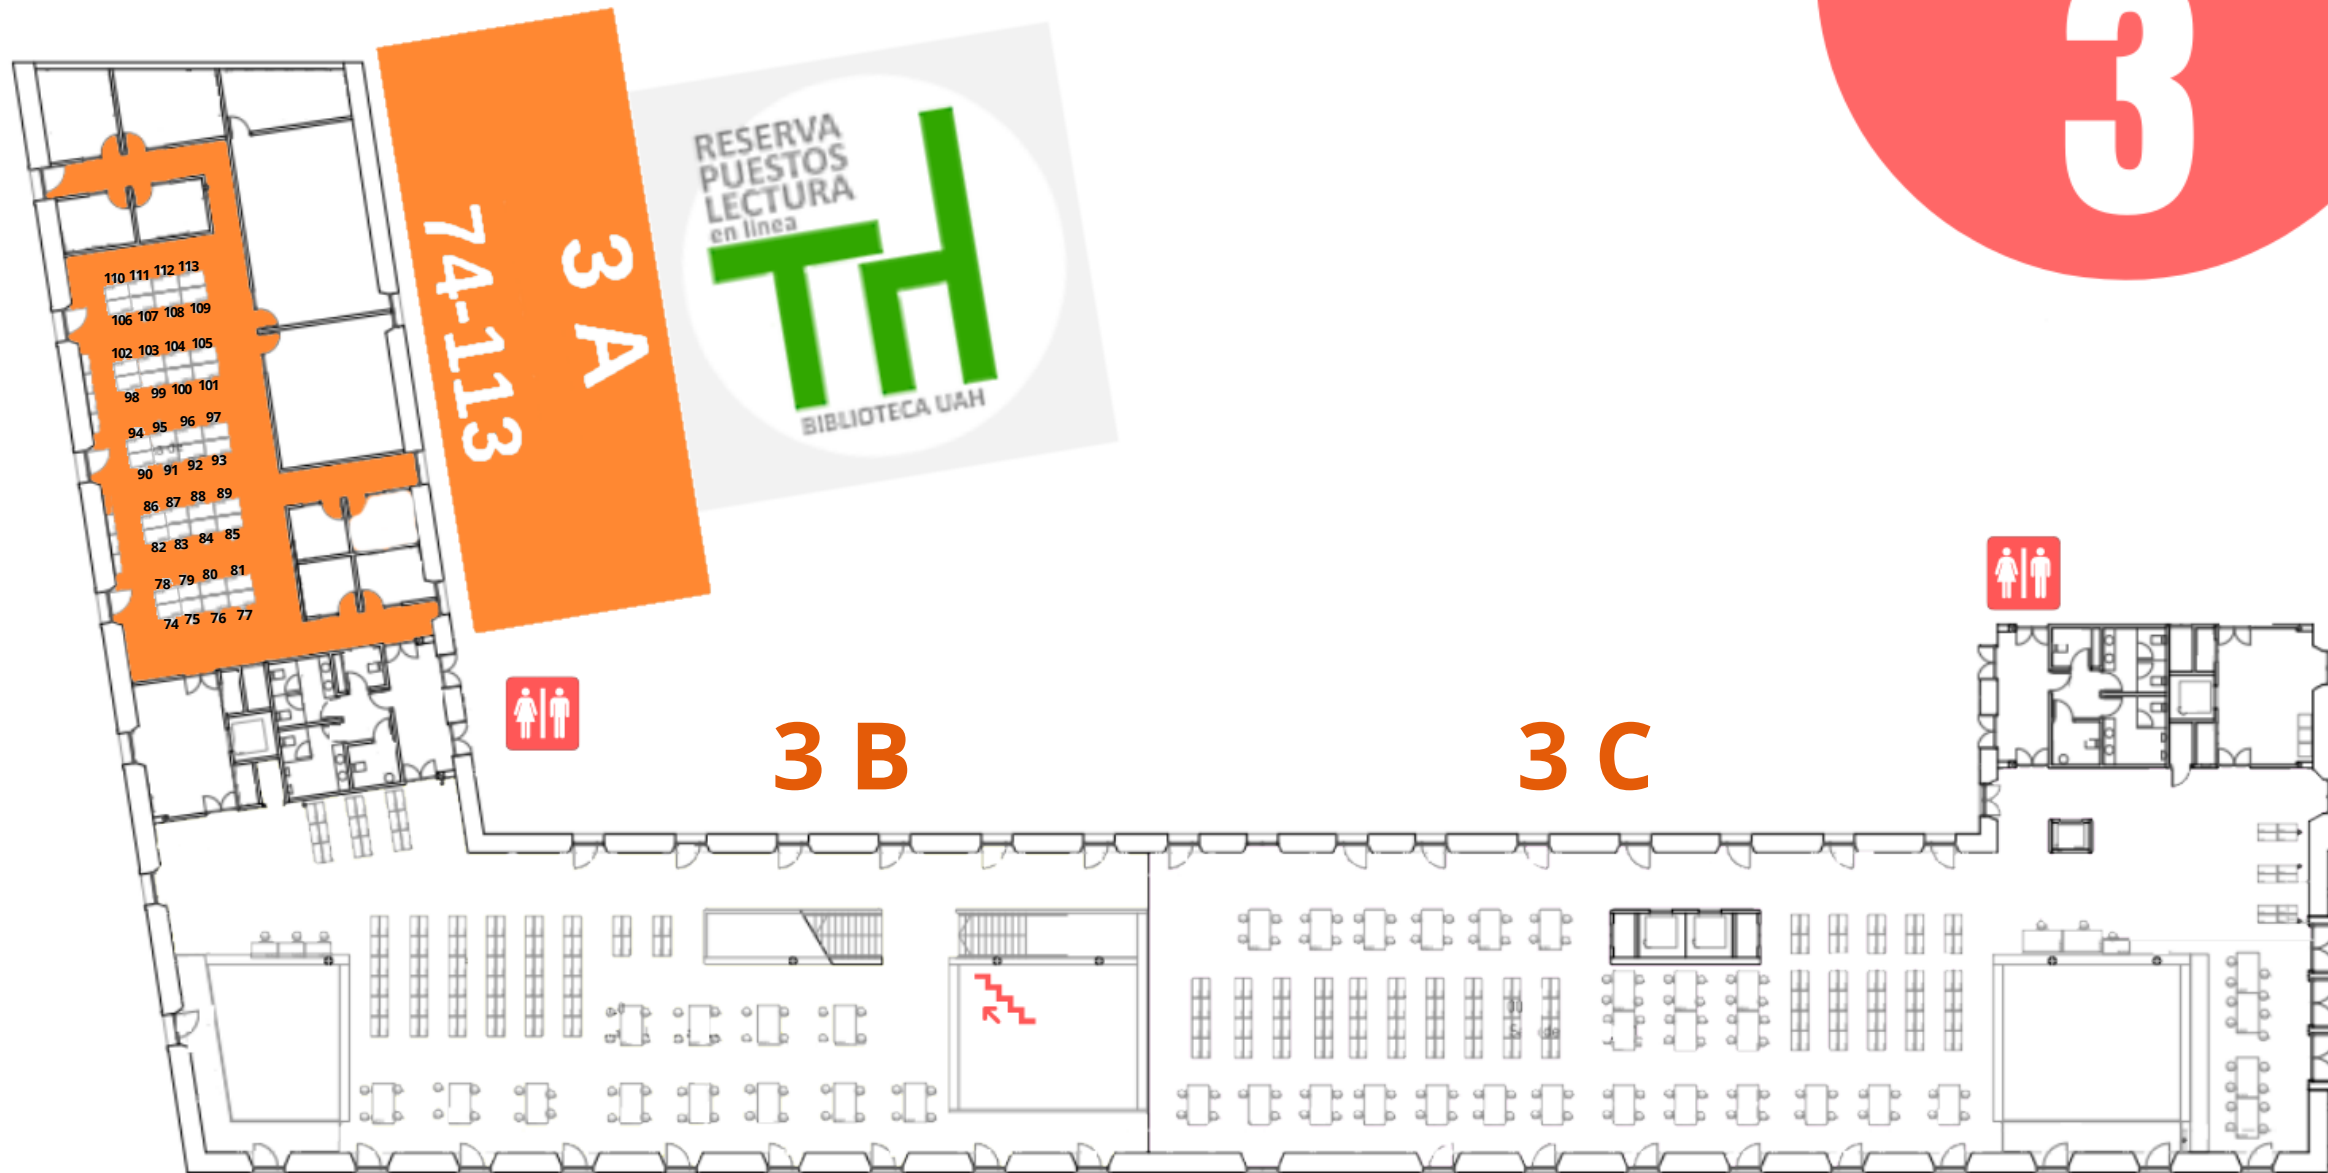 3
RESERVA
PUESTOS
LECTURA
en línea
TH
BIBLIOTECA UAH
3 A
74-113
110 111 112 113
106 107 108 109
102 103 104 105
98 99 100 101
94 95 96 97
90 91 92 93
86 87 88 89
82 83 84 85
78 79 80 81
74 75 76 77
3 B
3 C